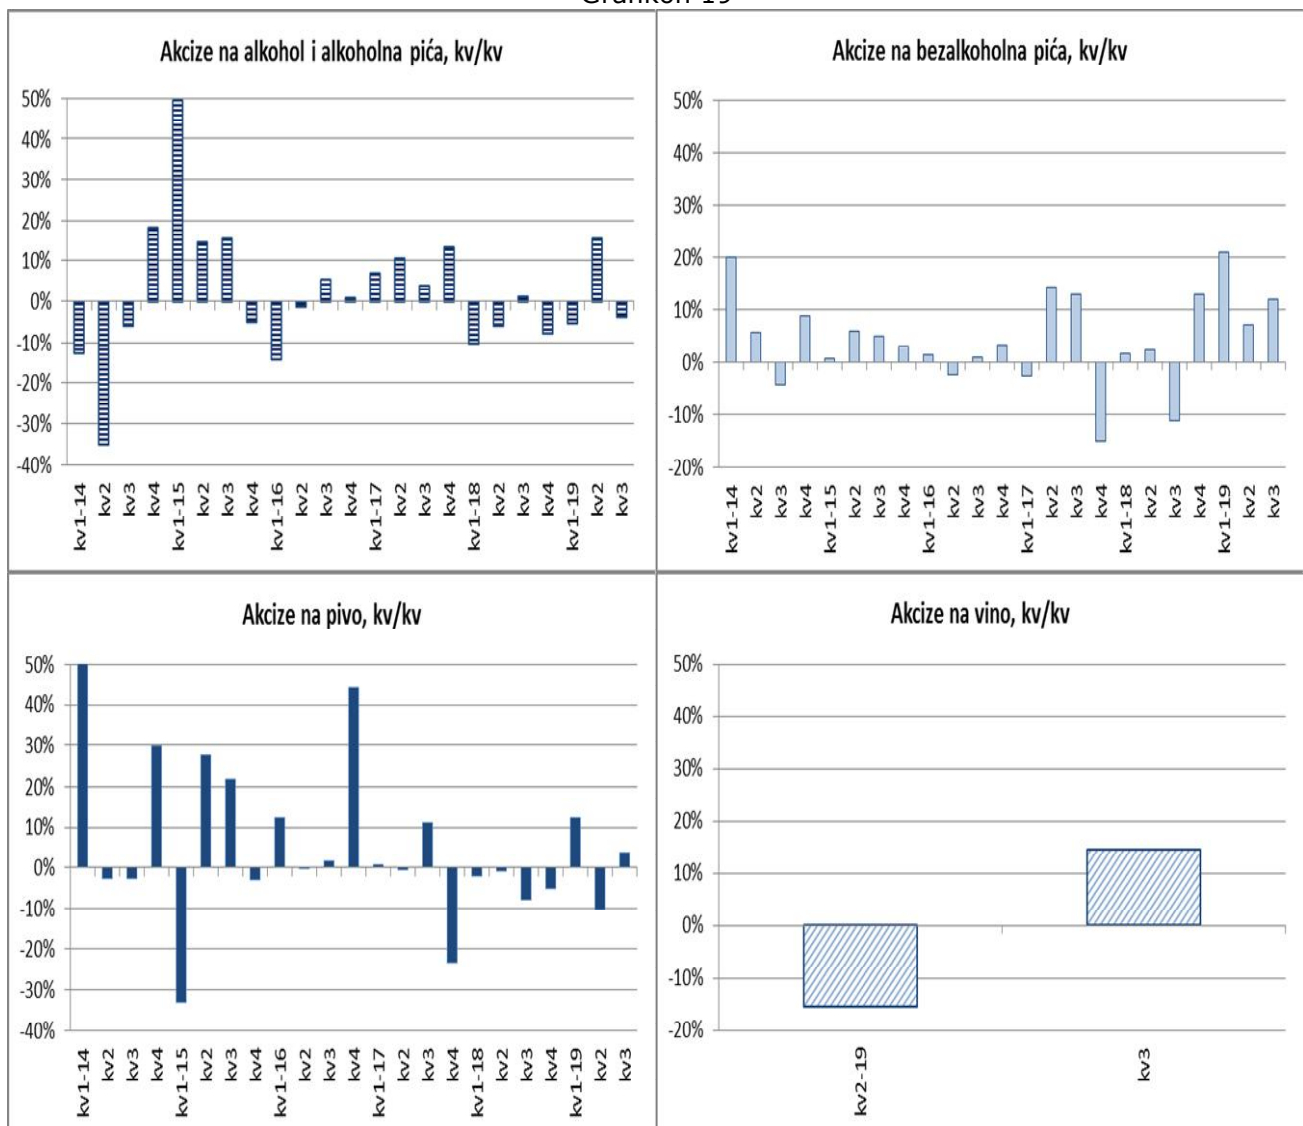 Grafikon 19
Akcize na alkohol i alkoholna pića, kv/kv
50%
40%
30%
20%
10%
0%
-10%
-20%
-30%
-40%
kv1-14
kv2
kv3
kv4
kv1-15
kv2
kv3
kv4
kv1-16
kv2
kv3
kv4
kv1-17
kv2
kv3
kv4
kv1-18
kv2
kv3
kv4
kv1-19
kv2
kv3
Akcize na bezalkoholna pića, kv/kv
50%
40%
30%
20%
10%
0%
-10%
-20%
kv1-14
kv2
kv3
kv4
kv1-15
kv2
kv3
kv4
kv1-16
kv2
kv3
kv4
kv1-17
kv2
kv3
kv4
kv1-18
kv2
kv3
kv4
kv1-19
kv2
kv3
Akcize na pivo, kv/kv
50%
40%
30%
20%
10%
0%
-10%
-20%
-30%
-40%
kv1-14
kv2
kv3
kv4
kv1-15
kv2
kv3
kv4
kv1-16
kv2
kv3
kv4
kv1-17
kv2
kv3
kv4
kv1-18
kv2
kv3
kv4
kv1-19
kv2
kv3
Akcize na vino, kv/kv
50%
40%
30%
20%
10%
0%
-10%
-20%
kv2-19
kv3